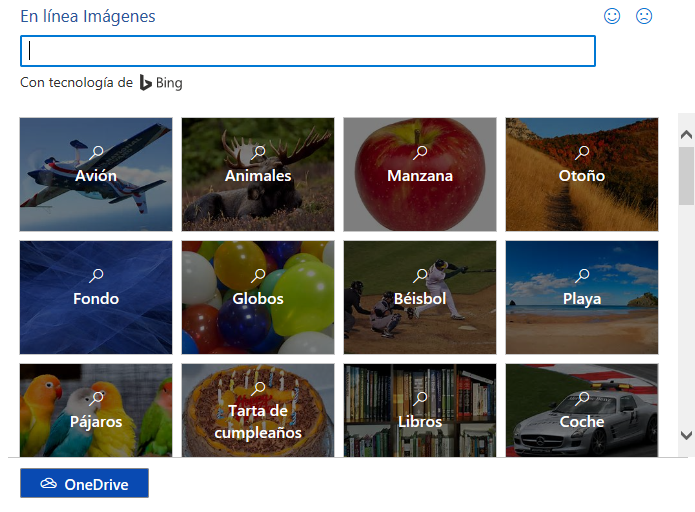 En línea Imágenes
Con tecnología de Bing
Avión
Animales
Manzana
Otoño
Fondo
Globos
Béisbol
Playa
Pájaros
Tarta de
cumpleaños
Libros
Coche
OneDrive